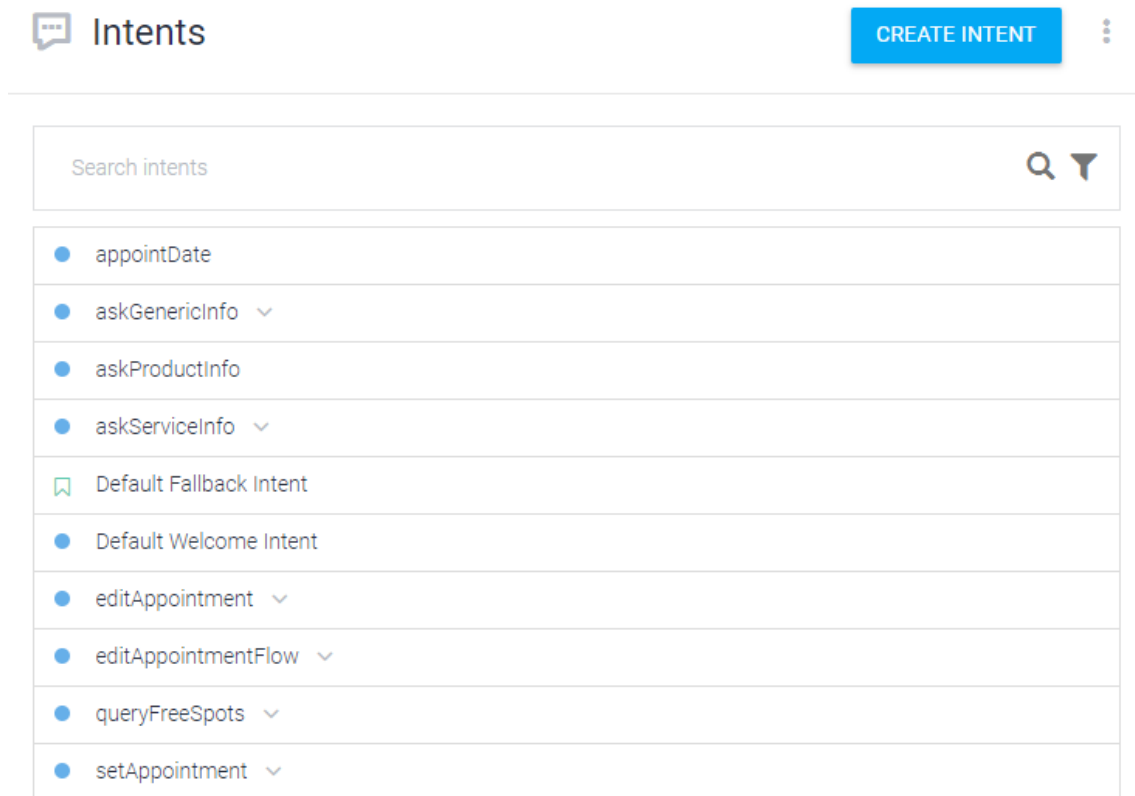 Intents
CREATE INTENT
Search intents
appointDate
askGenericInfo
askProductInfo
askServiceInfo
Default Fallback Intent
Default Welcome Intent
editAppointment
editAppointmentFlow
queryFreeSpots
setAppointment